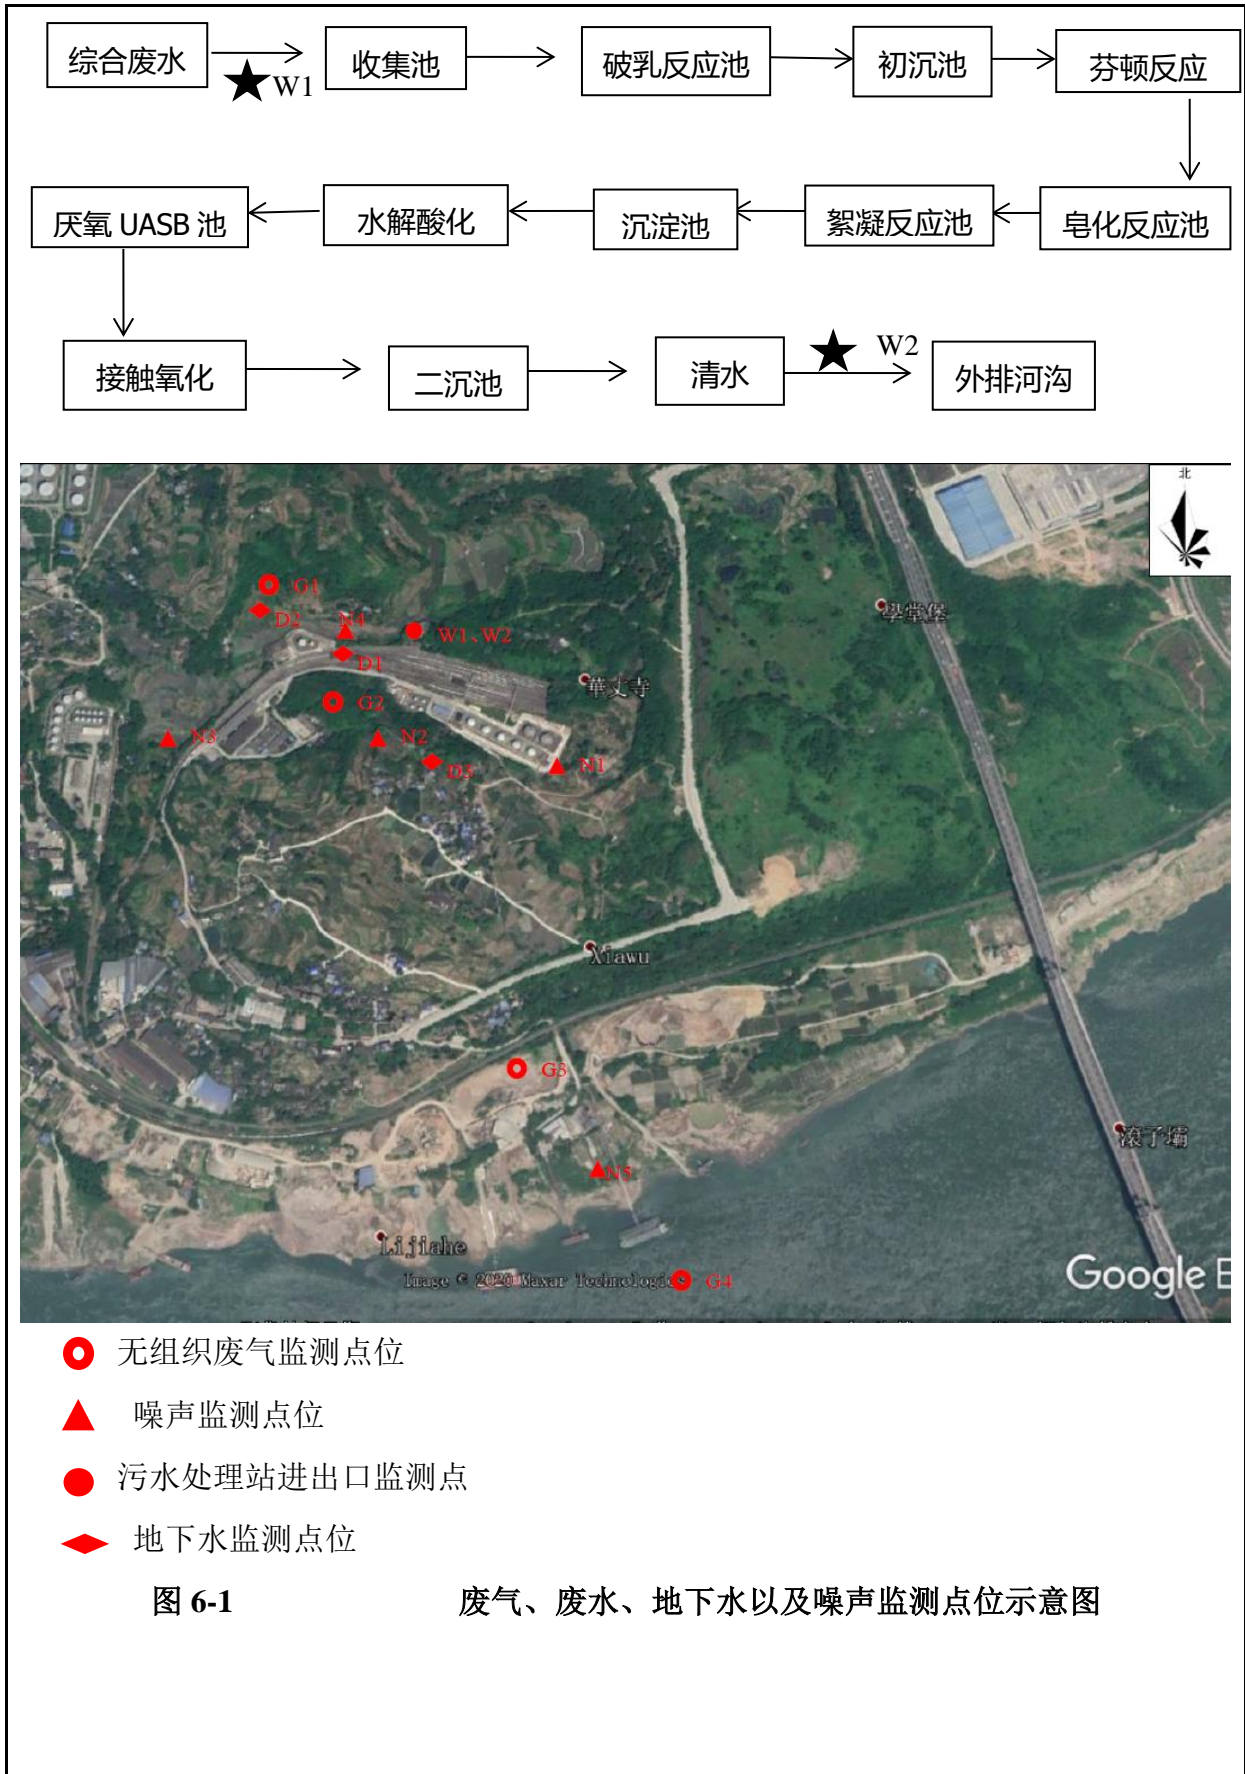 综合废水
收集池
破乳反应池
初沉池
芬顿反应
W1
厌氧 UASB 池
水解酸化
沉淀池
絮凝反应池
皂化反应池
接触氧化
二沉池
清水
W2
外排河沟
北
G1
D2
N4
W1、W2
學堂堡
D1
華丈寺
G2
N3
N2
D3
N1
Xiawu
G3
滚子壩
N5
Lijiahe
Image © 2020 Maxar Technologies
G4
Google E
无组织废气监测点位
噪声监测点位
污水处理站进出口监测点
地下水监测点位
图 6-1 废气、废水、地下水以及噪声监测点位示意图